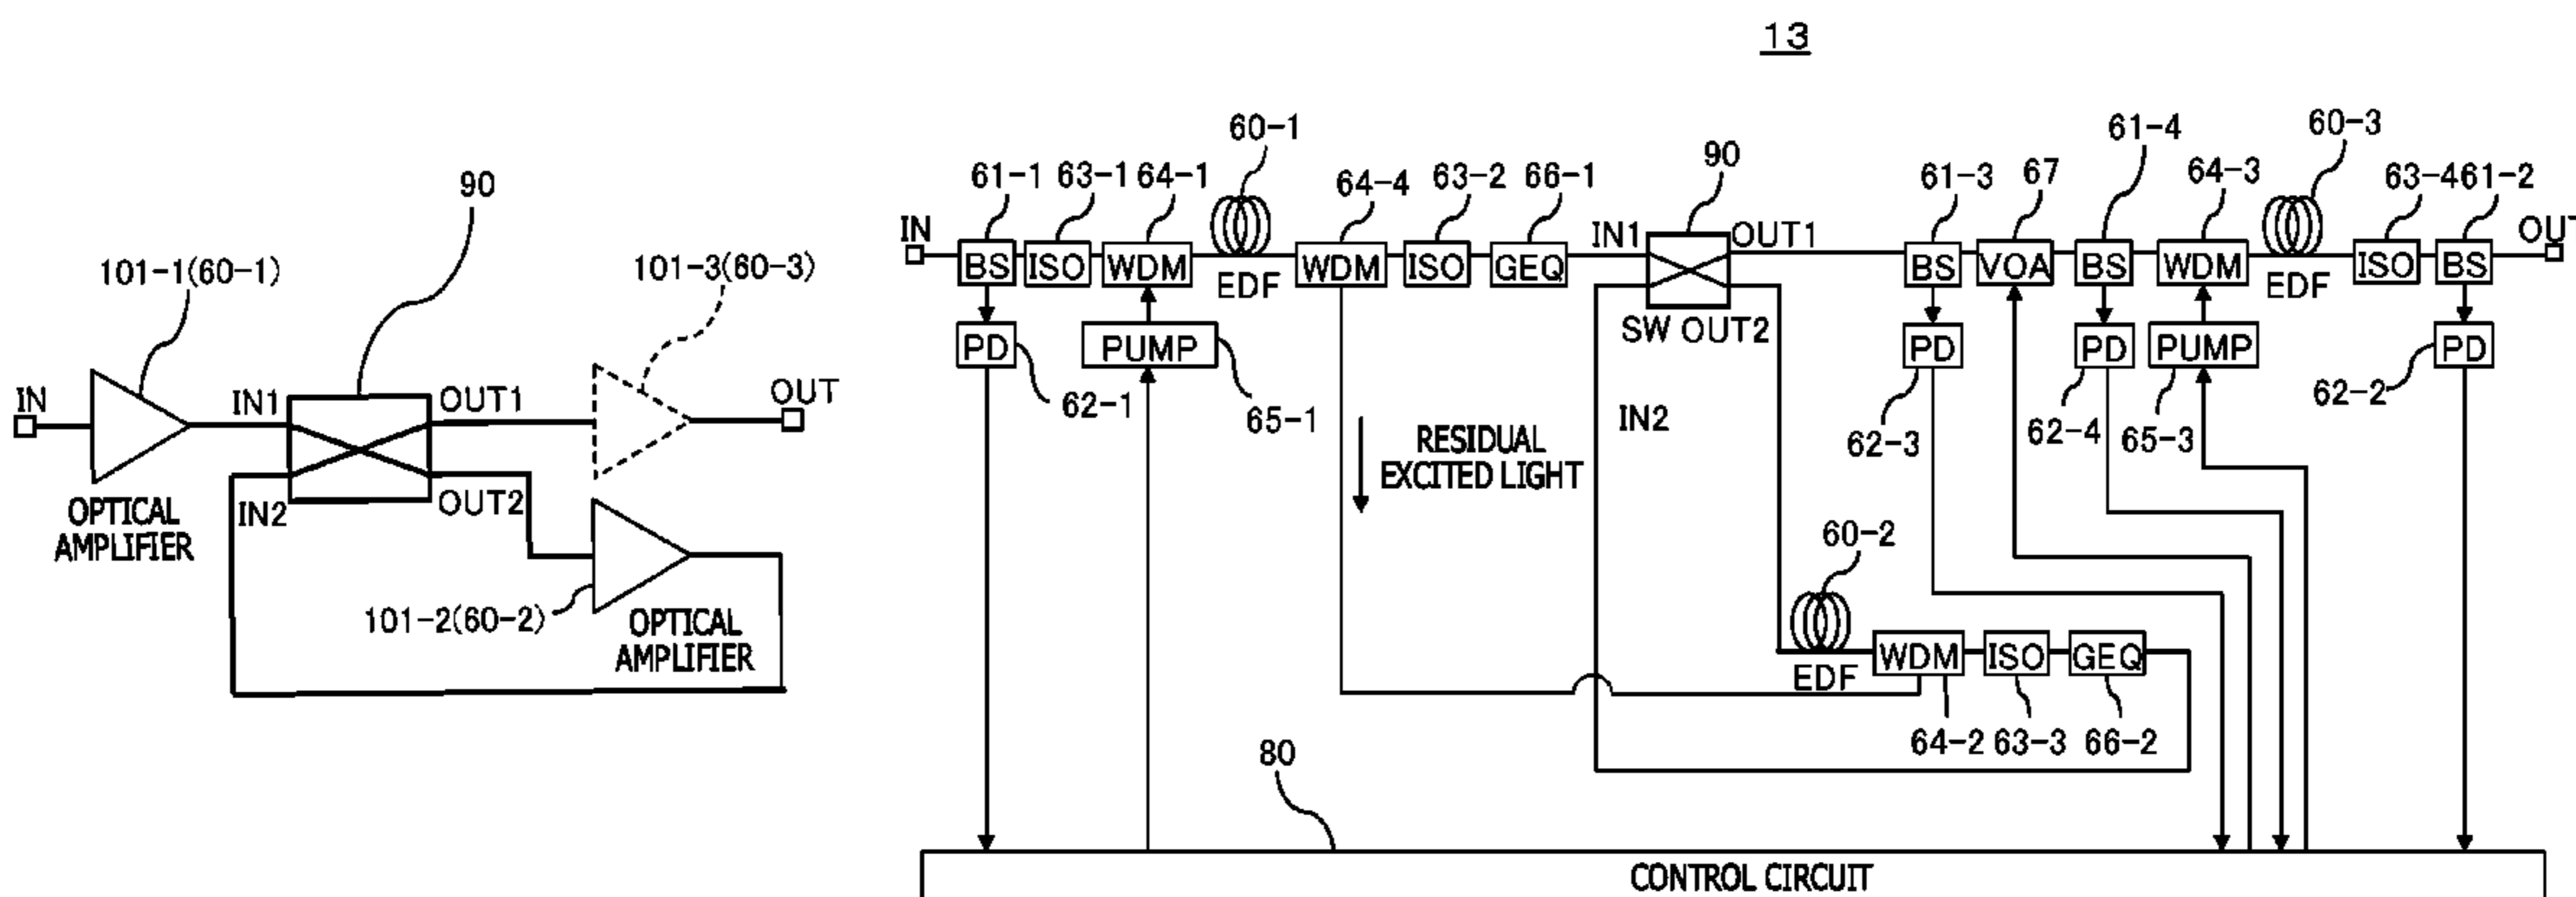 13
90
101-1(60-1)
101-3(60-3)
IN
IN1
OUT1
OUT
IN2
OUT2
OPTICAL
AMPLIFIER
101-2(60-2)
OPTICAL
AMPLIFIER
60-1
61-1
63-1
64-1
64-4
63-2
66-1
90
61-3
67
61-4
64-3
60-3
63-4
61-2
IN
BS
ISO
WDM
EDF
WDM
ISO
GEQ
IN1
OUT1
SW
OUT2
BS
VOA
BS
WDM
EDF
ISO
BS
OUT
PD
PUMP
PD
PD
PUMP
PD
62-1
65-1
IN2
62-3
62-4
65-3
62-2
RESIDUAL
EXCITED LIGHT
60-2
EDF
WDM
ISO
GEQ
64-2
63-3
66-2
80
CONTROL CIRCUIT